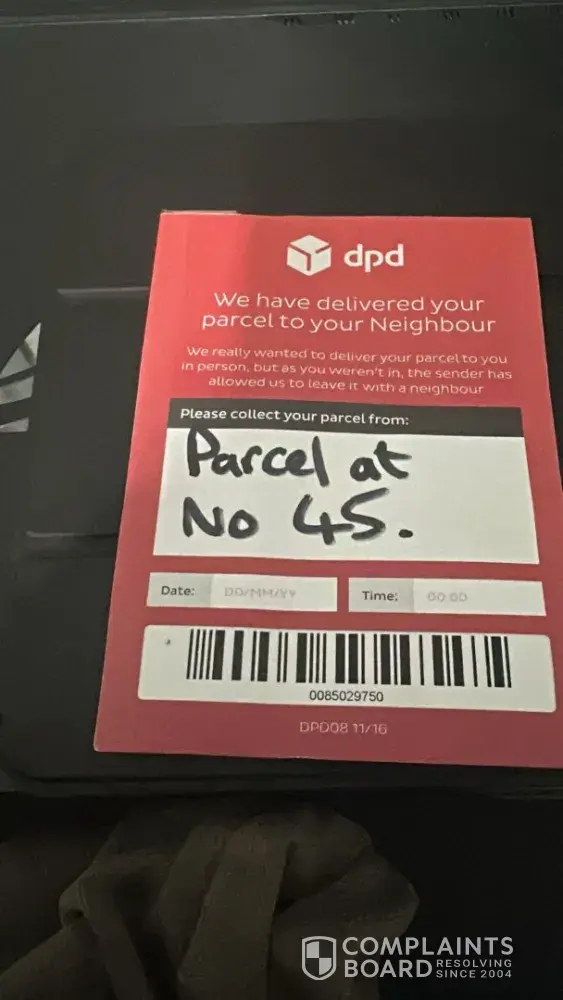 dpd
We have delivered your
parcel to your Neighbour
We really wanted to deliver your parcel to you
in person, but as you weren't in, the sender has
allowed us to leave it with a neighbour
Please collect your parcel from:
Parcel at
No 45.
Date: DD/MM/YY Time: 00:00
0085029750
DPD08 11/16
COMPLAINTS
BOARD RESOLVING
SINCE 2004